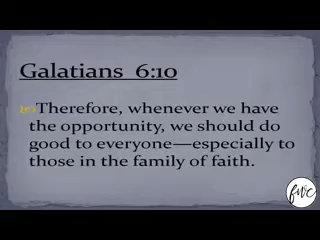 Galatians 6:10
Therefore, whenever we have
the opportunity, we should do
good to everyone—especially to
those in the family of faith.
fwc